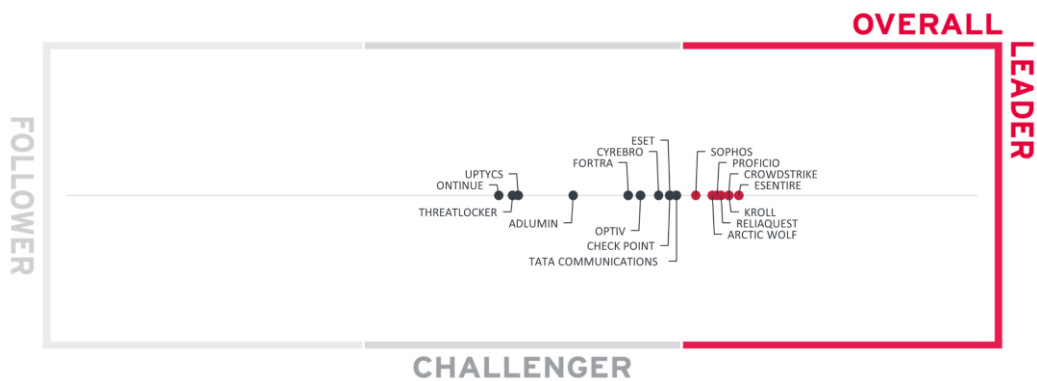 OVERALL
LEADER
FOLLOWER
ESET
CYREBRO
FORTRA
SOPHOS
PROFICIO
CROWDSTRIKE
ESENTIRE
UPTYCS
ONTINUE
THREATLOCKER
ADLUMIN
OPTIV
CHECK POINT
TATA COMMUNICATIONS
KROLL
RELIAQUEST
ARCTIC WOLF
CHALLENGER